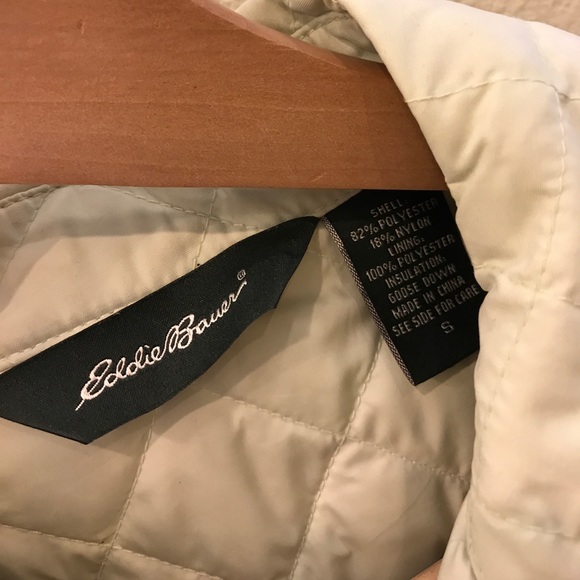 Eddie Bauer®
SHELL:
82% POLYESTER
18% NYLON
LINING:
100% POLYESTER
INSULATION:
GOOSE DOWN
MADE IN CHINA
SEE SIDE FOR CARE
S